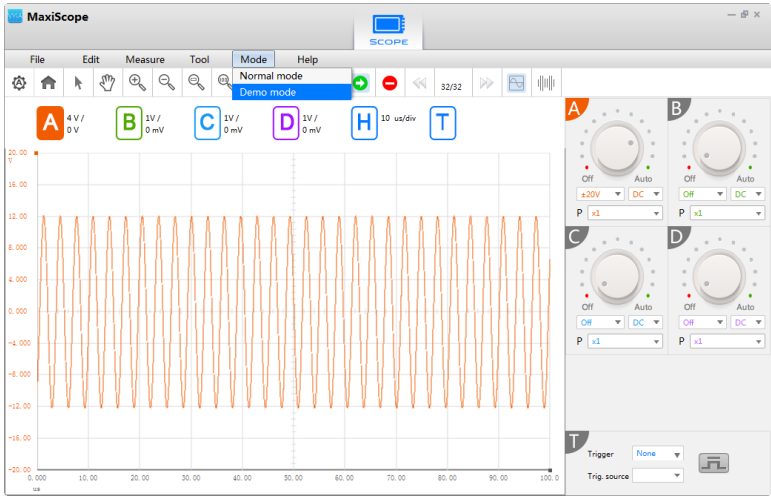 MaxiScope
SCOPE
File Edit Measure Tool Mode Help
Normal mode
Demo mode
32/32
A 4 V / 0 V
B 1V / 0 mV
C 1V / 0 mV
D 1V / 0 mV
H 10 us/div
T
20.00
V
16.00
12.00
8.000
4.000
0.000
-4.000
-8.000
-12.00
-16.00
-20.00
0.000 10.00 20.00 30.00 40.00 50.00 60.00 70.00 80.00 90.00 100.0
us
A
Off Auto
±20V DC
P x1
B
Off Auto
Off DC
P x1
C
Off Auto
Off DC
P x1
D
Off Auto
Off DC
P x1
T
Trigger None
Trig. source